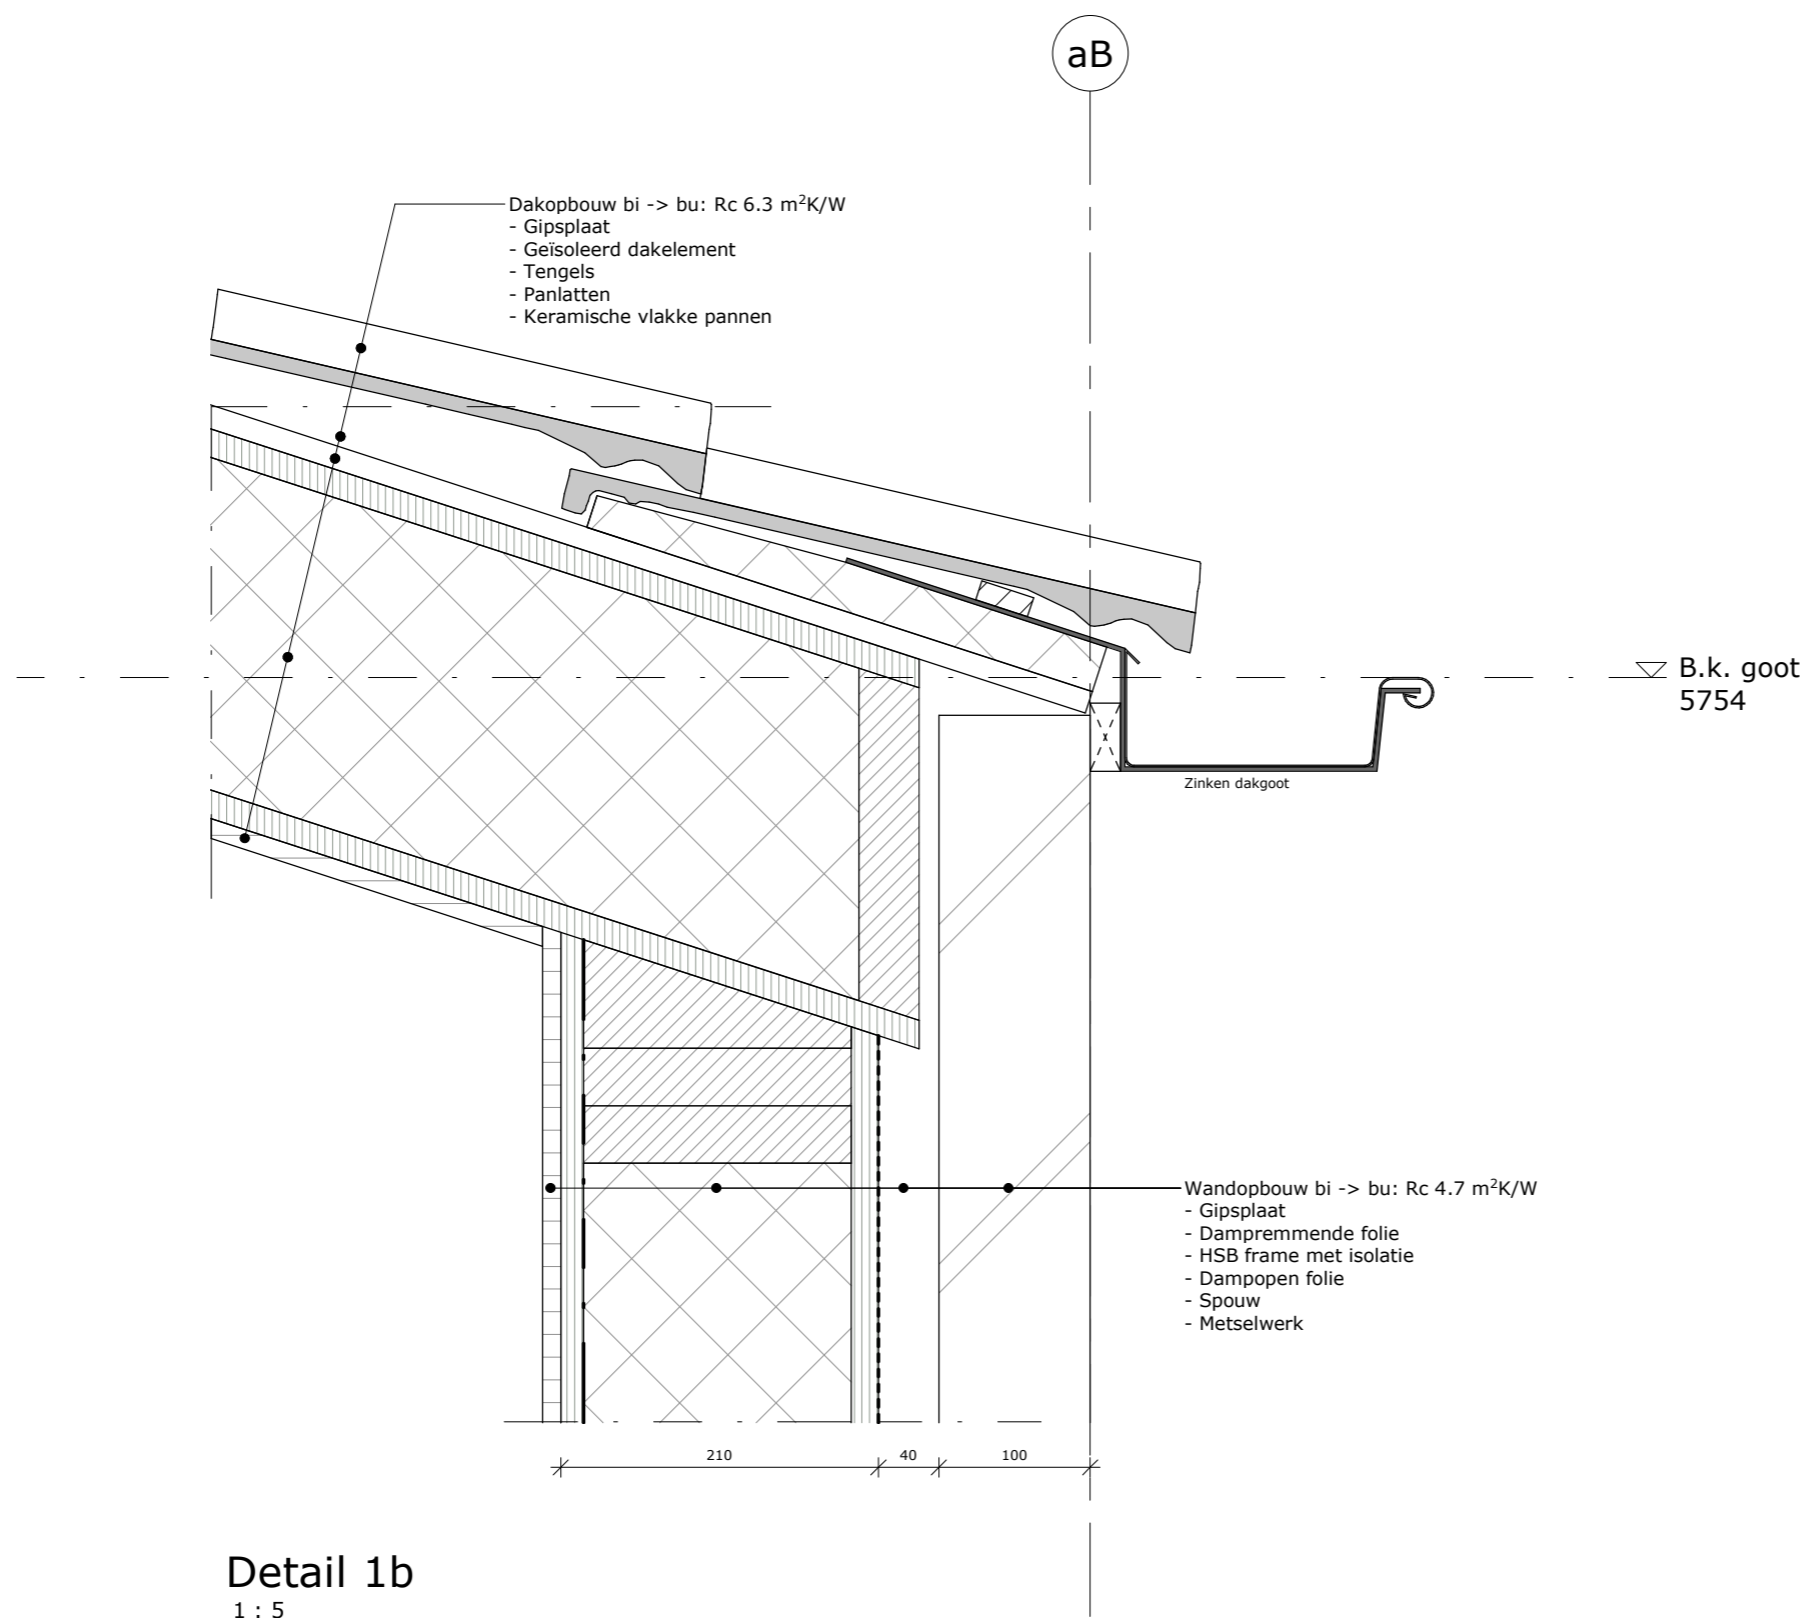 aB
Dakopbouw bi -> bu: Rc 6.3 m²K/W
- Gipsplaat
- Geïsoleerd dakelement
- Tengels
- Panlatten
- Keramische vlakke pannen
B.k. goot
5754
Zinken dakgoot
Wandopbouw bi -> bu: Rc 4.7 m²K/W
- Gipsplaat
- Dampremmende folie
- HSB frame met isolatie
- Dampopen folie
- Spouw
- Metselwerk
210 40 100
Detail 1b
1 : 5